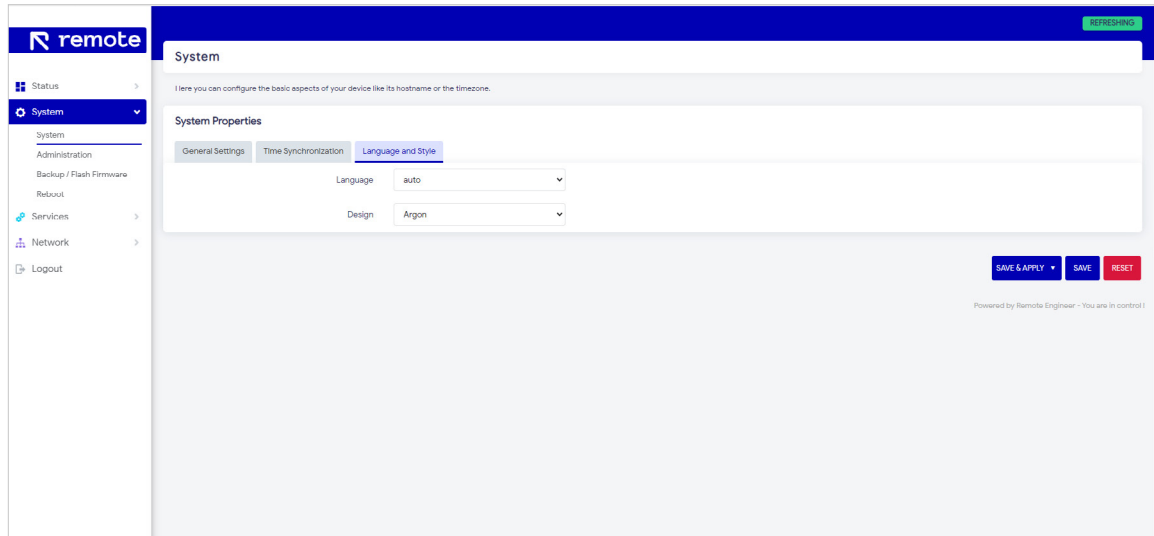 remote
Status
System
System
Administration
Backup / Flash Firmware
Reboot
Services
Network
Logout
REFRESHING
System
Here you can configure the basic aspects of your device like its hostname or the timezone.
System Properties
General Settings Time Synchronization Language and Style
Language auto
Design Argon
SAVE & APPLY SAVE RESET
Powered by Remote Engineer - You are in control !